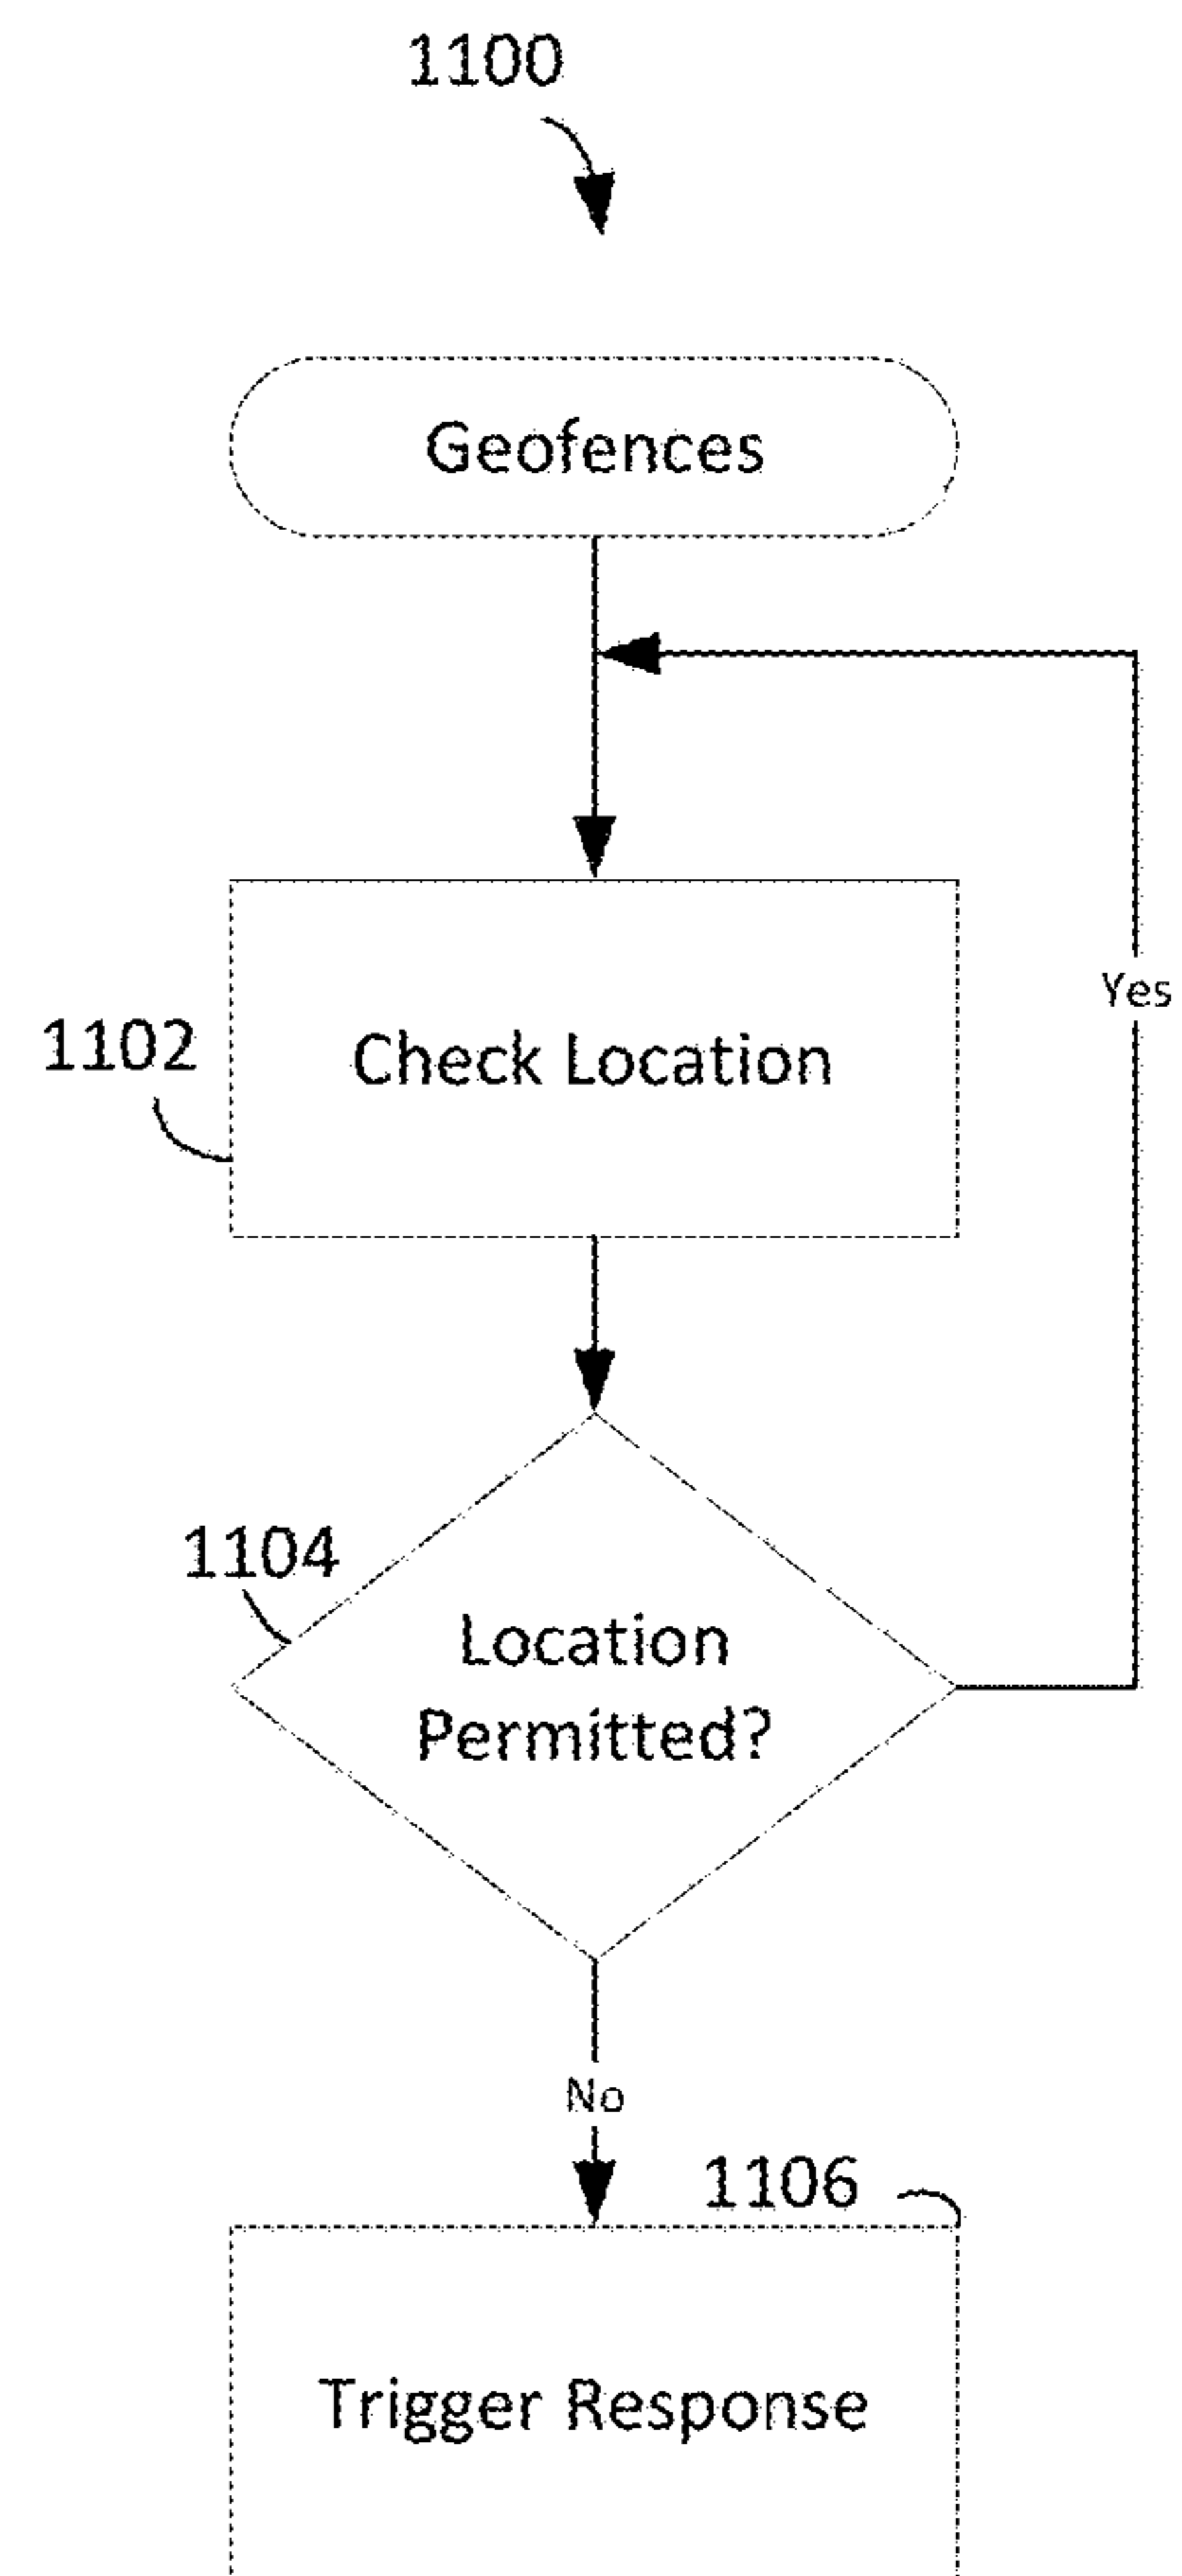 1100
Geofences
Yes
1102
Check Location
1104
Location
Permitted?
No
1106
Trigger Response